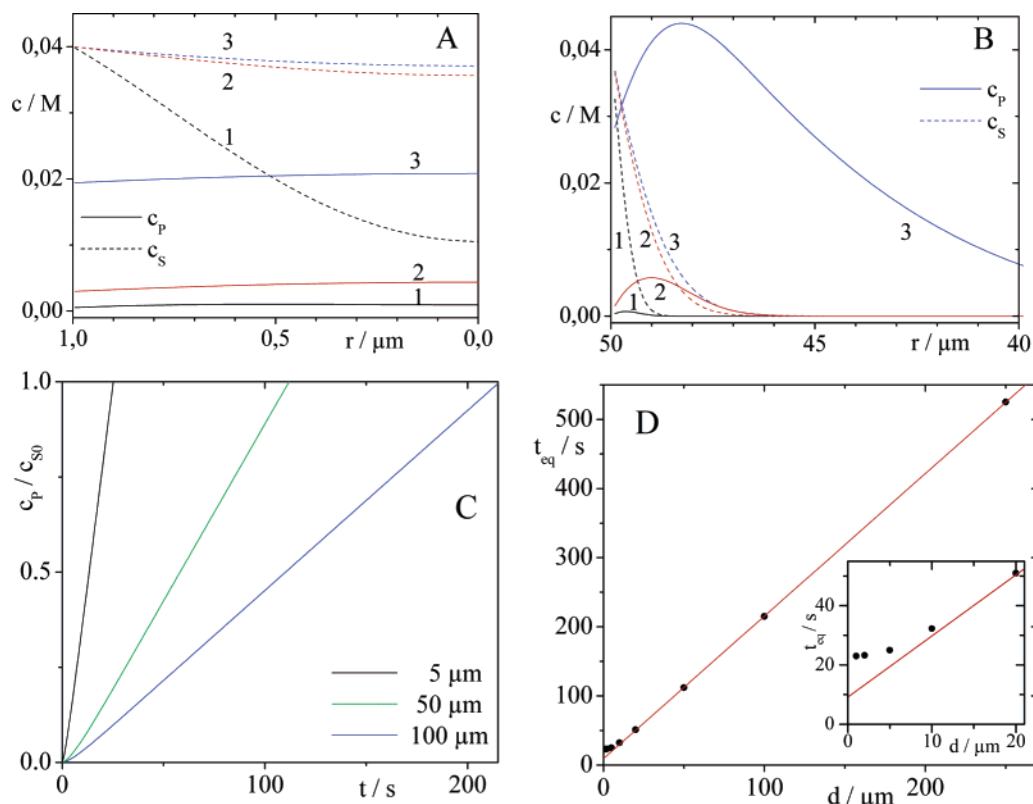 A
0,04
3
2
c / M
1
0,02
3
c_P
c_S
2
0,00
1
1,0
0,5
0,0
r / μm
B
0,04
c_P
c / M
c_S
0,02
1
2
3
3
2
1
0,00
50
45
40
r / μm
1.0
c_P / c_S0
C
0.5
5 μm
50 μm
100 μm
0.0
0
100
200
t / s
D
500
t_eq / s
400
300
200
100
0
0
100
200
d / μm
40
t_eq / s
20
0
0
10
20
d / μm